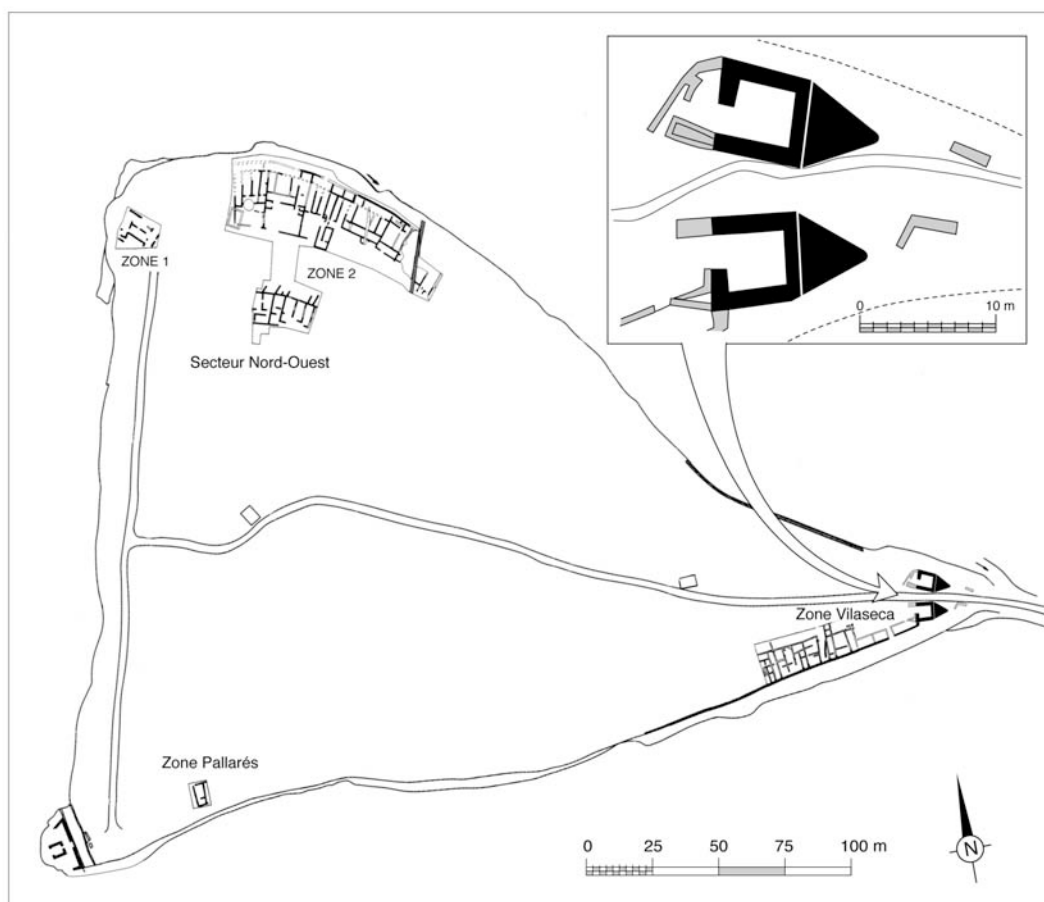 0
10 m
ZONE 1
ZONE 2
Secteur Nord-Ouest
Zone Vilaseca
Zone Pallarés
0 25 50 75 100 m
N